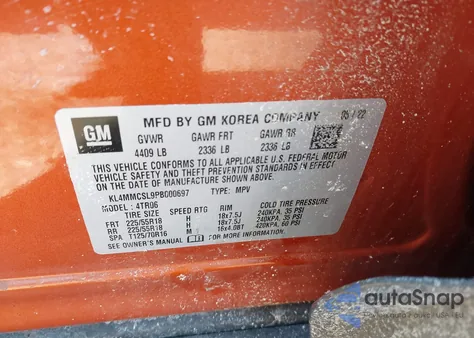 GM
MFD BY GM KOREA COMPANY 05/22
GVWR GAWR FRT GAWR RR
4409 LB 2336 LB 2336 LB
THIS VEHICLE CONFORMS TO ALL APPLICABLE U.S. FEDERAL MOTOR
VEHICLE SAFETY AND THEFT PREVENTION STANDARDS IN EFFECT
ON THE DATE OF MANUFACTURE SHOWN ABOVE.
KL4MMCSL9PB000697 TYPE: MPV
MODEL: 4TR06
TIRE SIZE SPEED RTG RIM COLD TIRE PRESSURE
FRT 225/55R18 H 18x7.5J 240KPA, 35 PSI
RR 225/55R18 H 18x7.5J 240KPA, 35 PSI
SPA T125/70R16 M 16x4.0BT 420KPA, 60 PSI
SEE OWNER'S MANUAL FOR MORE INFORMATION.
autoSnap